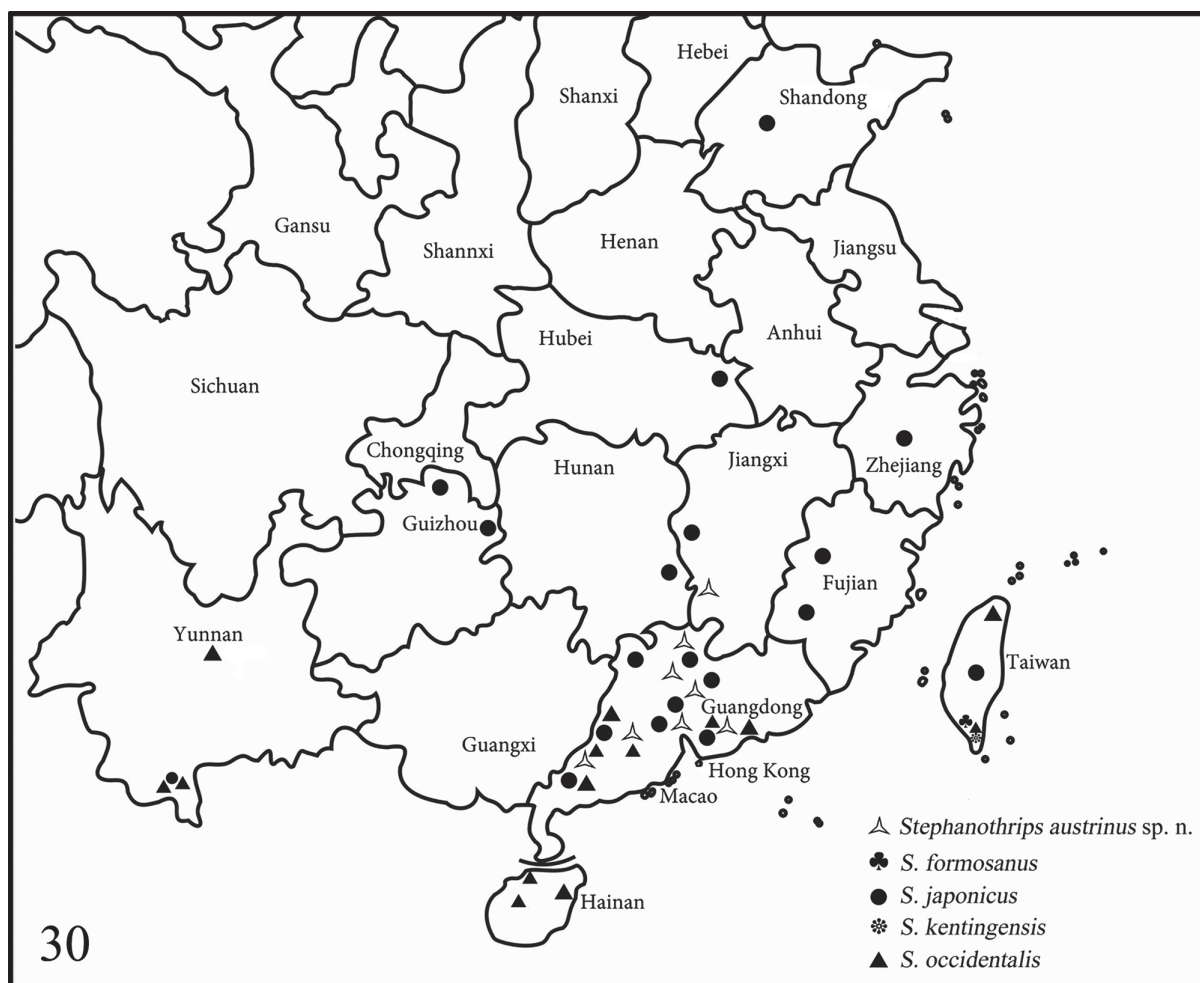 Hebei
Shanxi
Shandong
Gansu
Shannxi
Henan
Jiangsu
Hubei
Anhui
Sichuan
Chongqing
Hunan
Jiangxi
Zhejiang
Guizhou
Fujian
Yunnan
Taiwan
Guangdong
Guangxi
Hong Kong
Macao
Hainan
Stephanothrips austrinus sp. n.
S. formosanus
S. japonicus
S. kentingensis
S. occidentalis
30